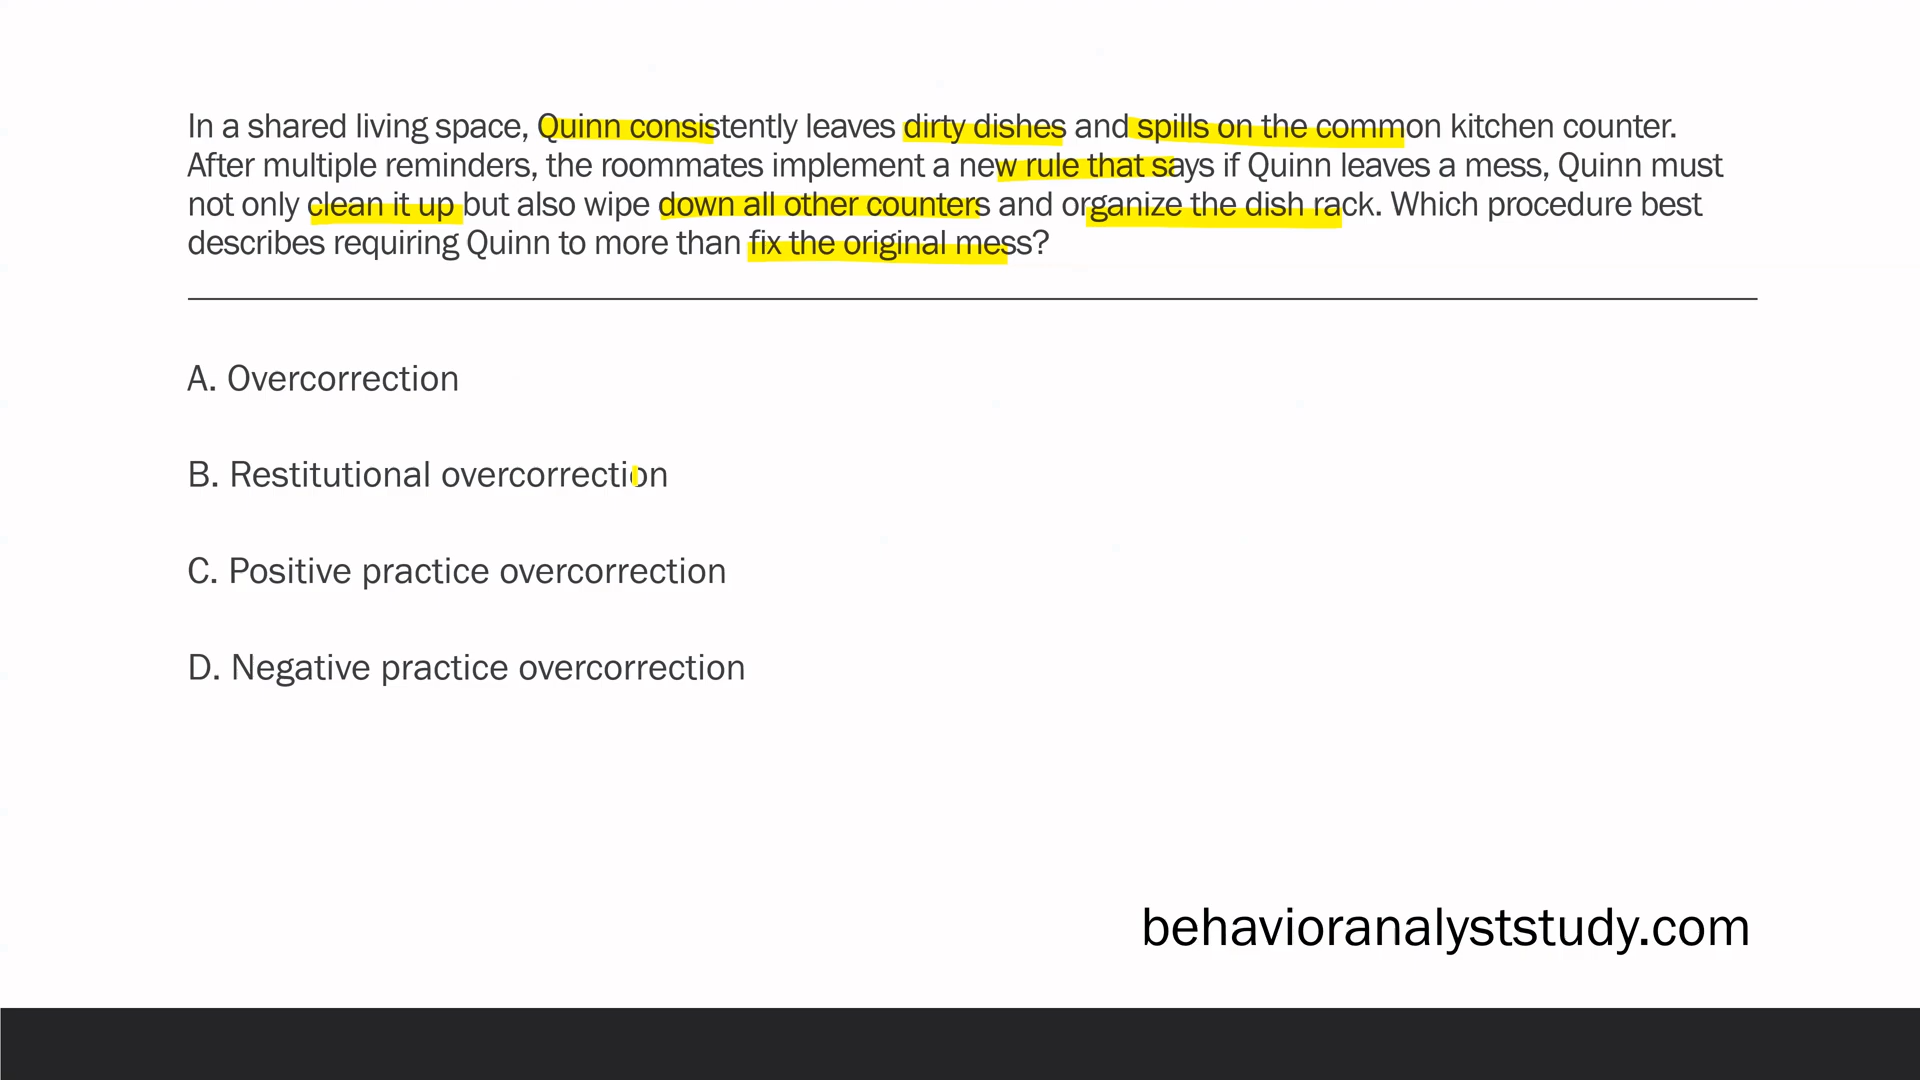 In a shared living space, Quinn consistently leaves dirty dishes and spills on the common kitchen counter.
After multiple reminders, the roommates implement a new rule that says if Quinn leaves a mess, Quinn must
not only clean it up but also wipe down all other counters and organize the dish rack. Which procedure best
describes requiring Quinn to more than fix the original mess?
A. Overcorrection
B. Restitutional overcorrection
C. Positive practice overcorrection
D. Negative practice overcorrection
behavioranalyststudy.com